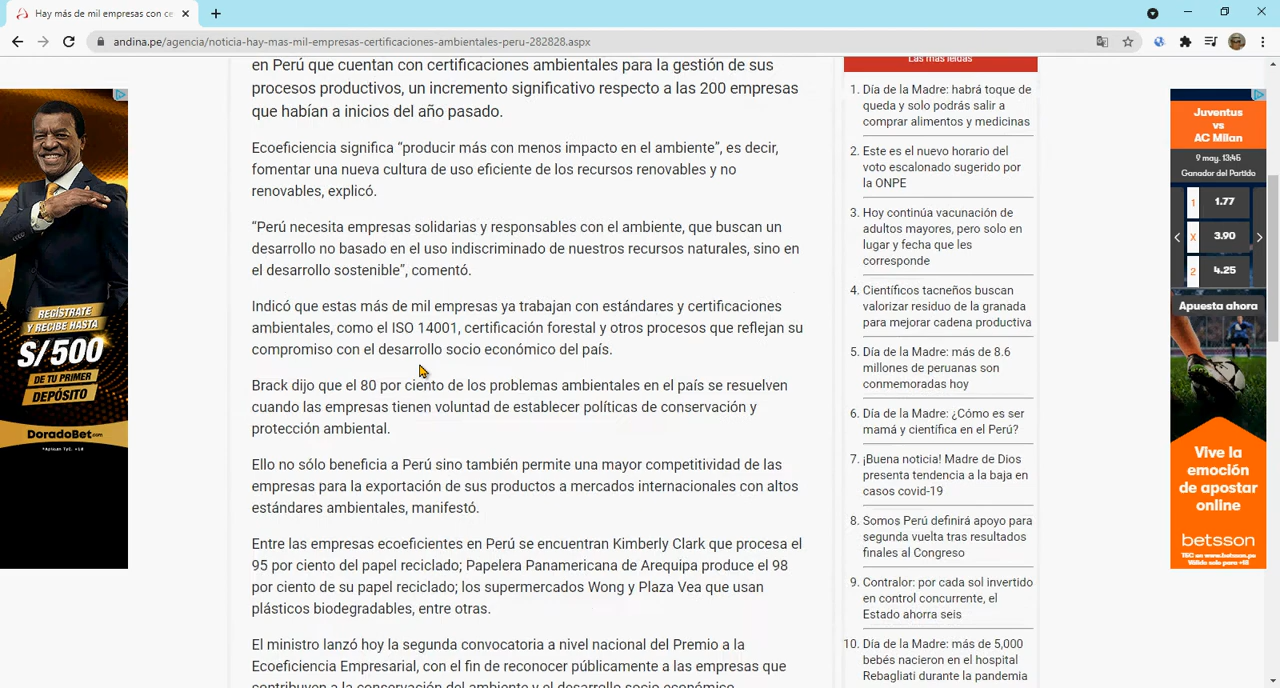 Hay más de mil empresas con ce
andina.pe/agencia/noticia-hay-mas-mil-empresas-certificaciones-ambientales-peru-282828.aspx
en Perú que cuentan con certificaciones ambientales para la gestión de sus
procesos productivos, un incremento significativo respecto a las 200 empresas
que habían a inicios del año pasado.
Ecoeficiencia significa “producir más con menos impacto en el ambiente”, es decir,
fomentar una nueva cultura de uso eficiente de los recursos renovables y no
renovables, explicó.
“Perú necesita empresas solidarias y responsables con el ambiente, que buscan un
desarrollo no basado en el uso indiscriminado de nuestros recursos naturales, sino en
el desarrollo sostenible”, comentó.
Indicó que estas más de mil empresas ya trabajan con estándares y certificaciones
ambientales, como el ISO 14001, certificación forestal y otros procesos que reflejan su
compromiso con el desarrollo socio económico del país.
Brack dijo que el 80 por ciento de los problemas ambientales en el país se resuelven
cuando las empresas tienen voluntad de establecer políticas de conservación y
protección ambiental.
Ello no sólo beneficia a Perú sino también permite una mayor competitividad de las
empresas para la exportación de sus productos a mercados internacionales con altos
estándares ambientales, manifestó.
Entre las empresas ecoeficientes en Perú se encuentran Kimberly Clark que procesa el
95 por ciento del papel reciclado; Papelera Panamericana de Arequipa produce el 98
por ciento de su papel reciclado; los supermercados Wong y Plaza Vea que usan
plásticos biodegradables, entre otras.
El ministro lanzó hoy la segunda convocatoria a nivel nacional del Premio a la
Ecoeficiencia Empresarial, con el fin de reconocer públicamente a las empresas que
contribuyen a la conservación del ambiente y el desarrollo socio económico
Las más leídas
1. Día de la Madre: habrá toque de
queda y solo podrás salir a
comprar alimentos y medicinas
2. Este es el nuevo horario del
voto escalonado sugerido por
la ONPE
3. Hoy continúa vacunación de
adultos mayores, pero solo en
lugar y fecha que les
corresponde
4. Científicos tacneños buscan
valorizar residuo de la granada
para mejorar cadena productiva
5. Día de la Madre: más de 8.6
millones de peruanas son
conmemoradas hoy
6. Día de la Madre: ¿Cómo es ser
mamá y científica en el Perú?
7. ¡Buena noticia! Madre de Dios
presenta tendencia a la baja en
casos covid-19
8. Somos Perú definirá apoyo para
segunda vuelta tras resultados
finales al Congreso
9. Contralor: por cada sol invertido
en control concurrente, el
Estado ahorra seis
10. Día de la Madre: más de 5,000
bebés nacieron en el hospital
Rebagliati durante la pandemia
REGÍSTRATE
Y RECIBE HASTA
S/500
DE TU PRIMER
DEPÓSITO
DORADOBET.com
Juventus
vs
AC Milan
9 may. 13:45
Ganador del Partido
1 1.77
X 3.90
2 4.25
Apuesta ahora
Vive la
emoción
de apostar
online
betsson
TEC en www.betsson.pe
Válido solo para +18